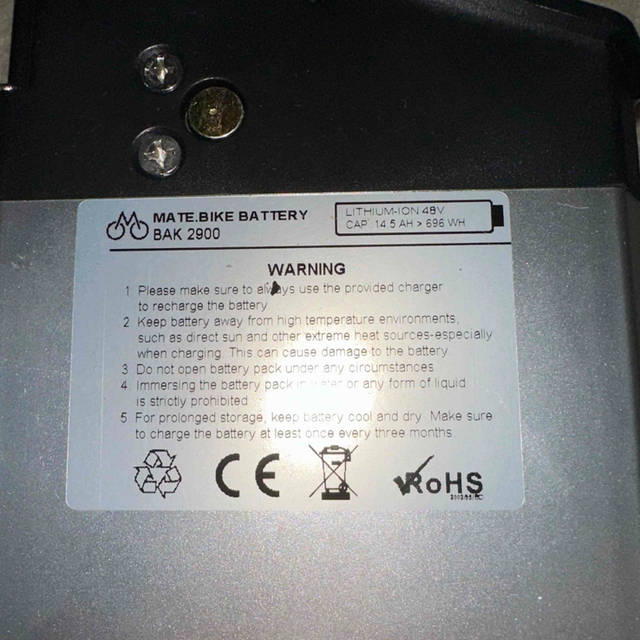 MATE.BIKE BATTERY
BAK 2900
LITHIUM-ION 48V
CAP 14.5 AH > 696 WH
WARNING
1 Please make sure to always use the provided charger
to recharge the battery
2. Keep battery away from high temperature environments,
such as direct sun and other extreme heat sources-especially
when charging. This can cause damage to the battery
3 Do not open battery pack under any circumstances
4 Immersing the battery pack in water or any form of liquid
is strictly prohibited
5 For prolonged storage, keep battery cool and dry. Make sure
to charge the battery at least once every three months
CE
RoHS